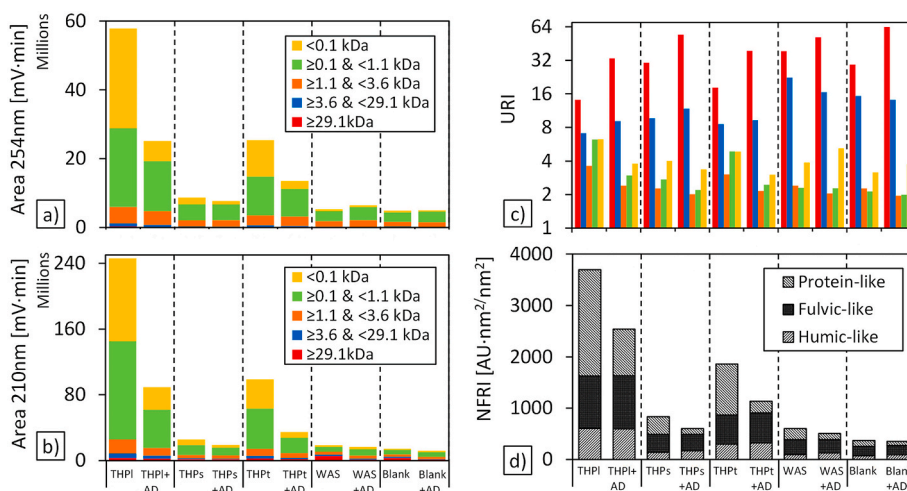 60
40
20
0
Area 254nm [mV·min]
Millions
<0.1 kDa
≥0.1 & <1.1 kDa
≥1.1 & <3.6 kDa
≥3.6 & <29.1 kDa
≥29.1kDa
a)
64
32
16
8
4
2
1
URI
c)
240
160
80
0
Area 210nm [mV·min]
Millions
<0.1 kDa
≥0.1 & <1.1 kDa
≥1.1 & <3.6 kDa
≥3.6 & <29.1 kDa
≥29.1kDa
b)
THPl
THPl+
AD
THPs
THPs
+AD
THPt
THPt
+AD
WAS
WAS
+AD
Blank
Blank
+AD
4000
3000
2000
1000
0
NFRI [AU·nm²/nm²]
Protein-like
Fulvic-like
Humic-like
d)
THPl
THPl+
AD
THPs
THPs
+AD
THPt
THPt
+AD
WAS
WAS
+AD
Blank
Blank
+AD